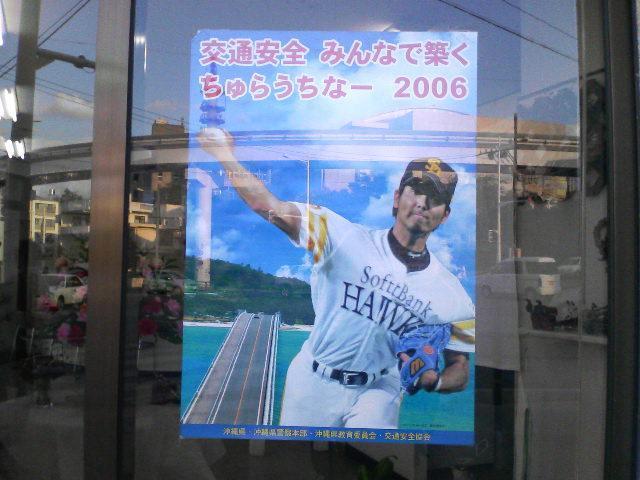 交通安全 みんなで築く
ちゅらうちなー 2006
SoftBank
HAWKS
沖縄県・沖縄県警察本部・沖縄県教育委員会・交通安全協会